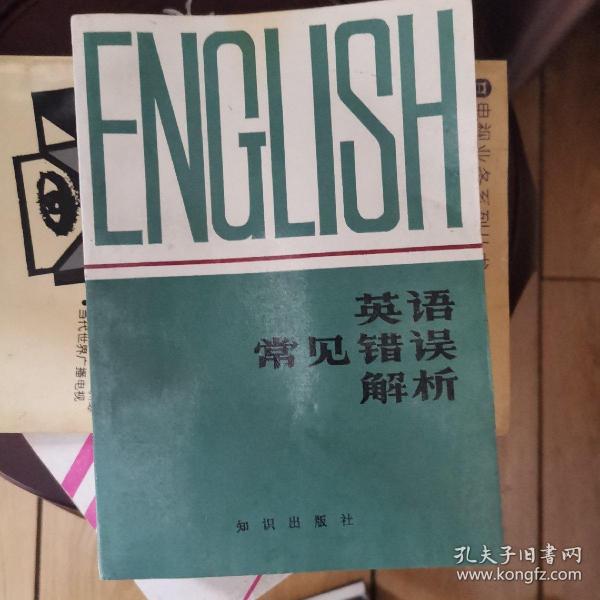 ENGLISH
英语
常见错误
解析
知识出版社
当代世界广播电视
孔夫子旧书网
www.kongfz.com